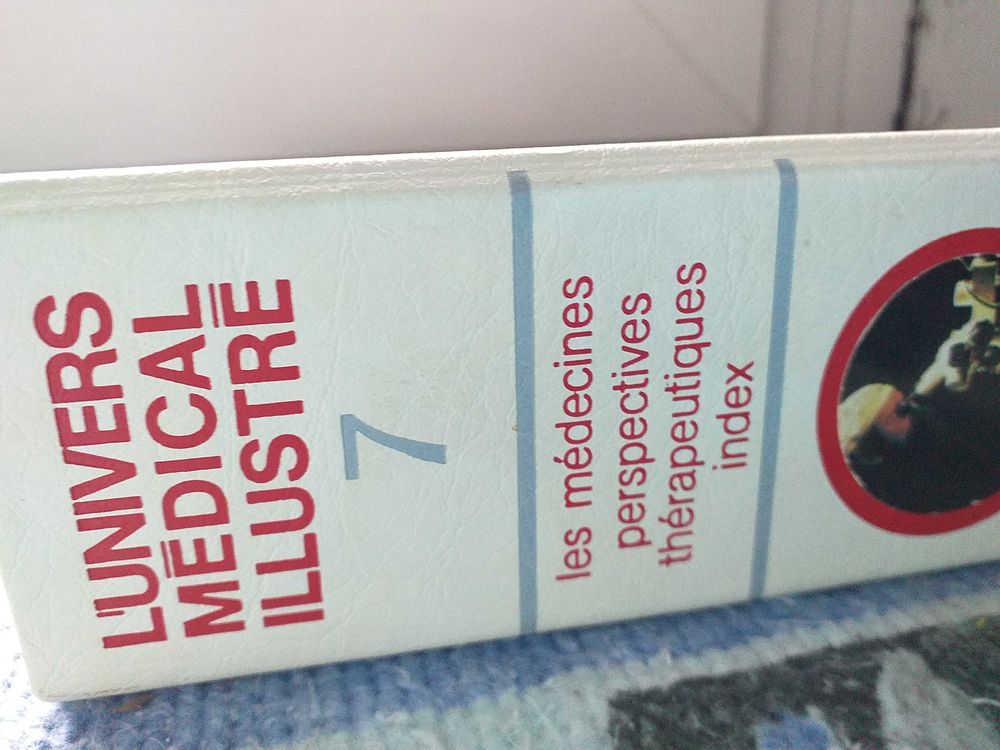 L'UNIVERS
MÉDICAL
ILLUSTRÉ
7
les médecines
perspectives
thérapeutiques
index